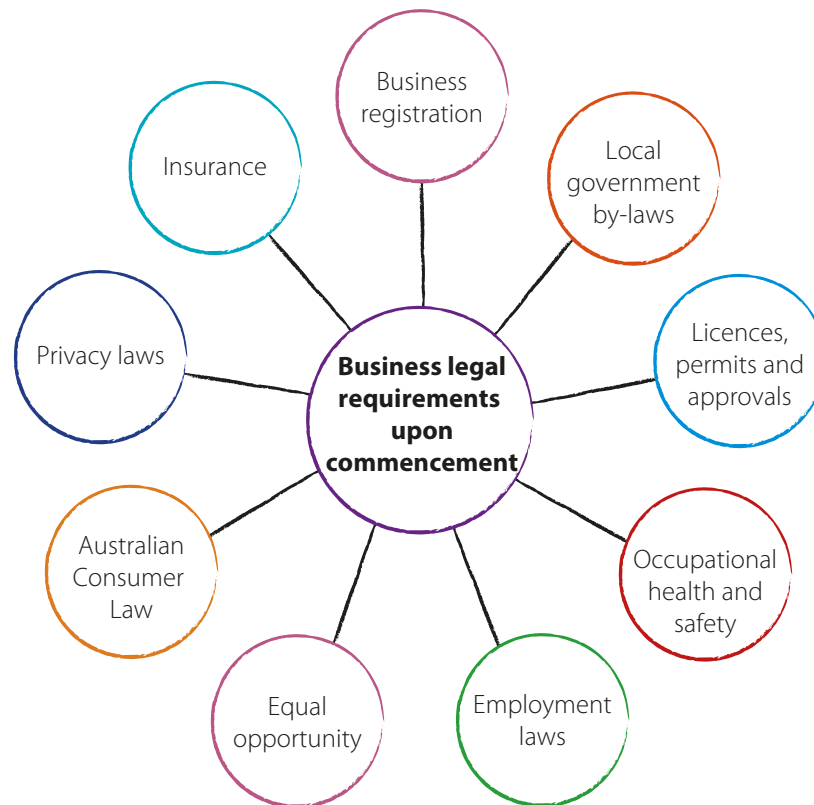 Business
registration
Local
government
by-laws
Licences,
permits and
approvals
Occupational
health and
safety
Employment
laws
Equal
opportunity
Australian
Consumer
Law
Privacy laws
Insurance
Business legal
requirements
upon
commencement